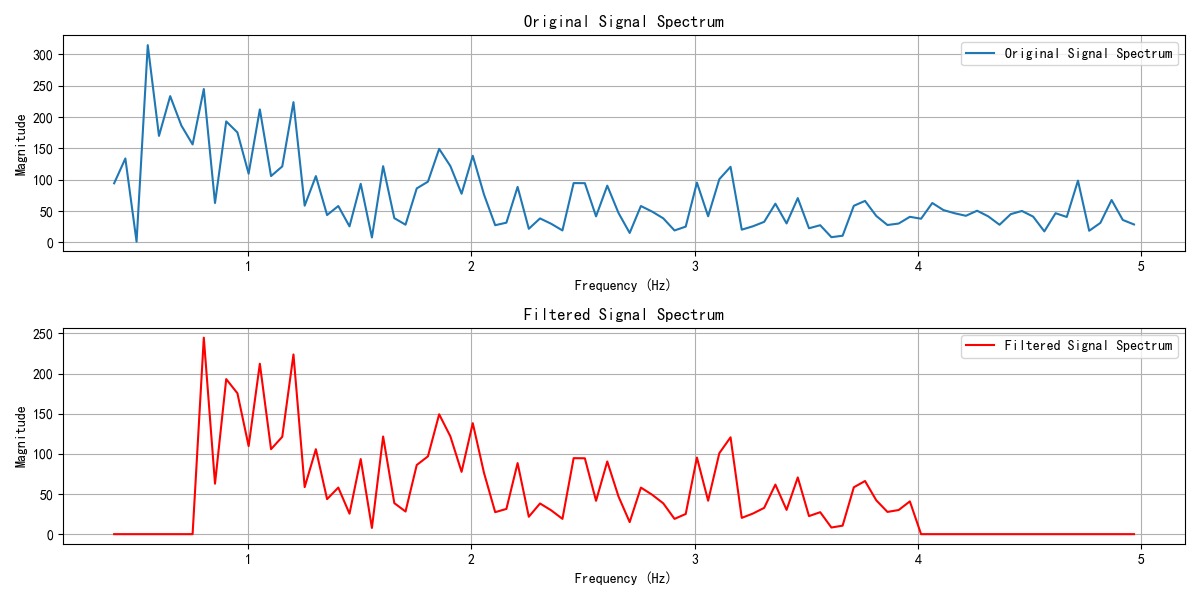 Original Signal Spectrum
Original Signal Spectrum
300
250
200
150
100
50
0
Magnitude
1 2 3 4 5
Frequency (Hz)
Filtered Signal Spectrum
Filtered Signal Spectrum
250
200
150
100
50
0
Magnitude
1 2 3 4 5
Frequency (Hz)